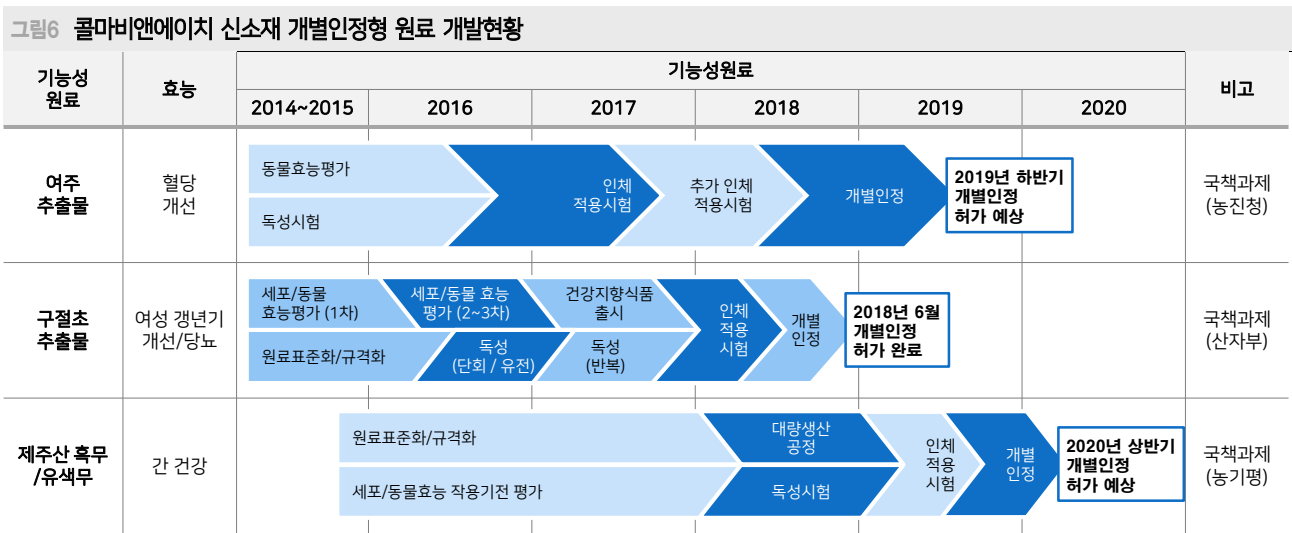 그림6 콜마비앤에이치 신소재 개별인정형 원료 개발현황
기능성
원료
효능
기능성원료
비고
2014~2015 2016 2017 2018 2019 2020
여주
추출물
혈당
개선
동물효능평가
독성시험
인체
적용시험
추가 인체
적용시험
개별인정
2019년 하반기
개별인정
허가 예상
국책과제
(농진청)
구절초
추출물
여성 갱년기
개선/당뇨
세포/동물
효능평가 (1차)
세포/동물 효능
평가 (2~3차)
건강지향식품
출시
원료표준화/규격화
독성
(단회 / 유전)
독성
(반복)
인체
적용
시험
개별
인정
2018년 6월
개별인정
허가 완료
국책과제
(산자부)
제주산 흑무
/유색무
간 건강
원료표준화/규격화
세포/동물효능 작용기전 평가
대량생산
공정
독성시험
인체
적용
시험
개별
인정
2020년 상반기
개별인정
허가 예상
국책과제
(농기평)